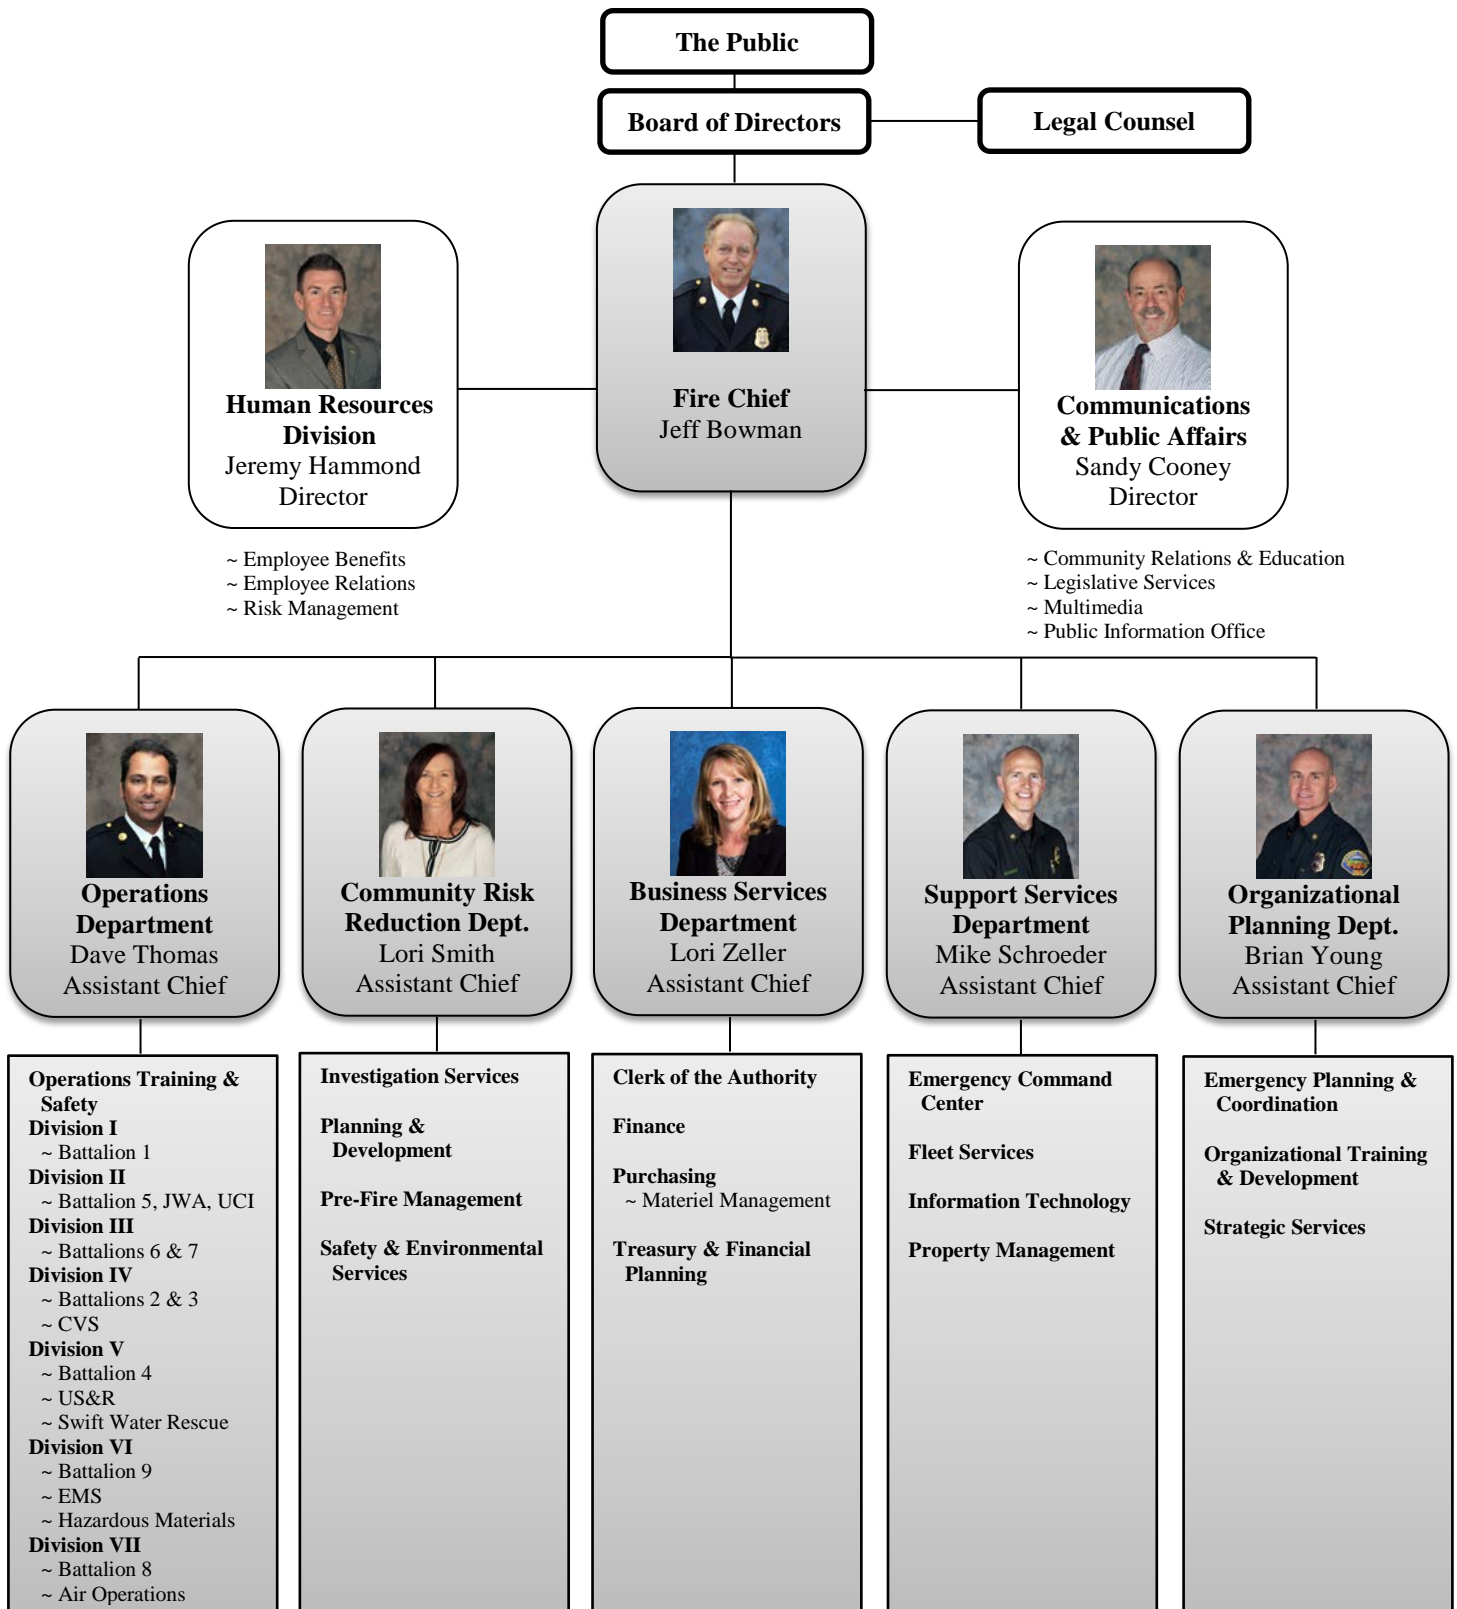 The Public
Board of Directors
Legal Counsel
Human Resources
Division
Jeremy Hammond
Director
Fire Chief
Jeff Bowman
Communications
& Public Affairs
Sandy Cooney
Director
~ Employee Benefits
~ Employee Relations
~ Risk Management
~ Community Relations & Education
~ Legislative Services
~ Multimedia
~ Public Information Office
Operations
Department
Dave Thomas
Assistant Chief
Community Risk
Reduction Dept.
Lori Smith
Assistant Chief
Business Services
Department
Lori Zeller
Assistant Chief
Support Services
Department
Mike Schroeder
Assistant Chief
Organizational
Planning Dept.
Brian Young
Assistant Chief
Operations Training &
Safety
Division I
~ Battalion 1
Division II
~ Battalion 5, JWA, UCI
Division III
~ Battalions 6 & 7
Division IV
~ Battalions 2 & 3
~ CVS
Division V
~ Battalion 4
~ US&R
~ Swift Water Rescue
Division VI
~ Battalion 9
~ EMS
~ Hazardous Materials
Division VII
~ Battalion 8
~ Air Operations
Investigation Services
Planning &
Development
Pre-Fire Management
Safety & Environmental
Services
Clerk of the Authority
Finance
Purchasing
~ Materiel Management
Treasury & Financial
Planning
Emergency Command
Center
Fleet Services
Information Technology
Property Management
Emergency Planning &
Coordination
Organizational Training
& Development
Strategic Services